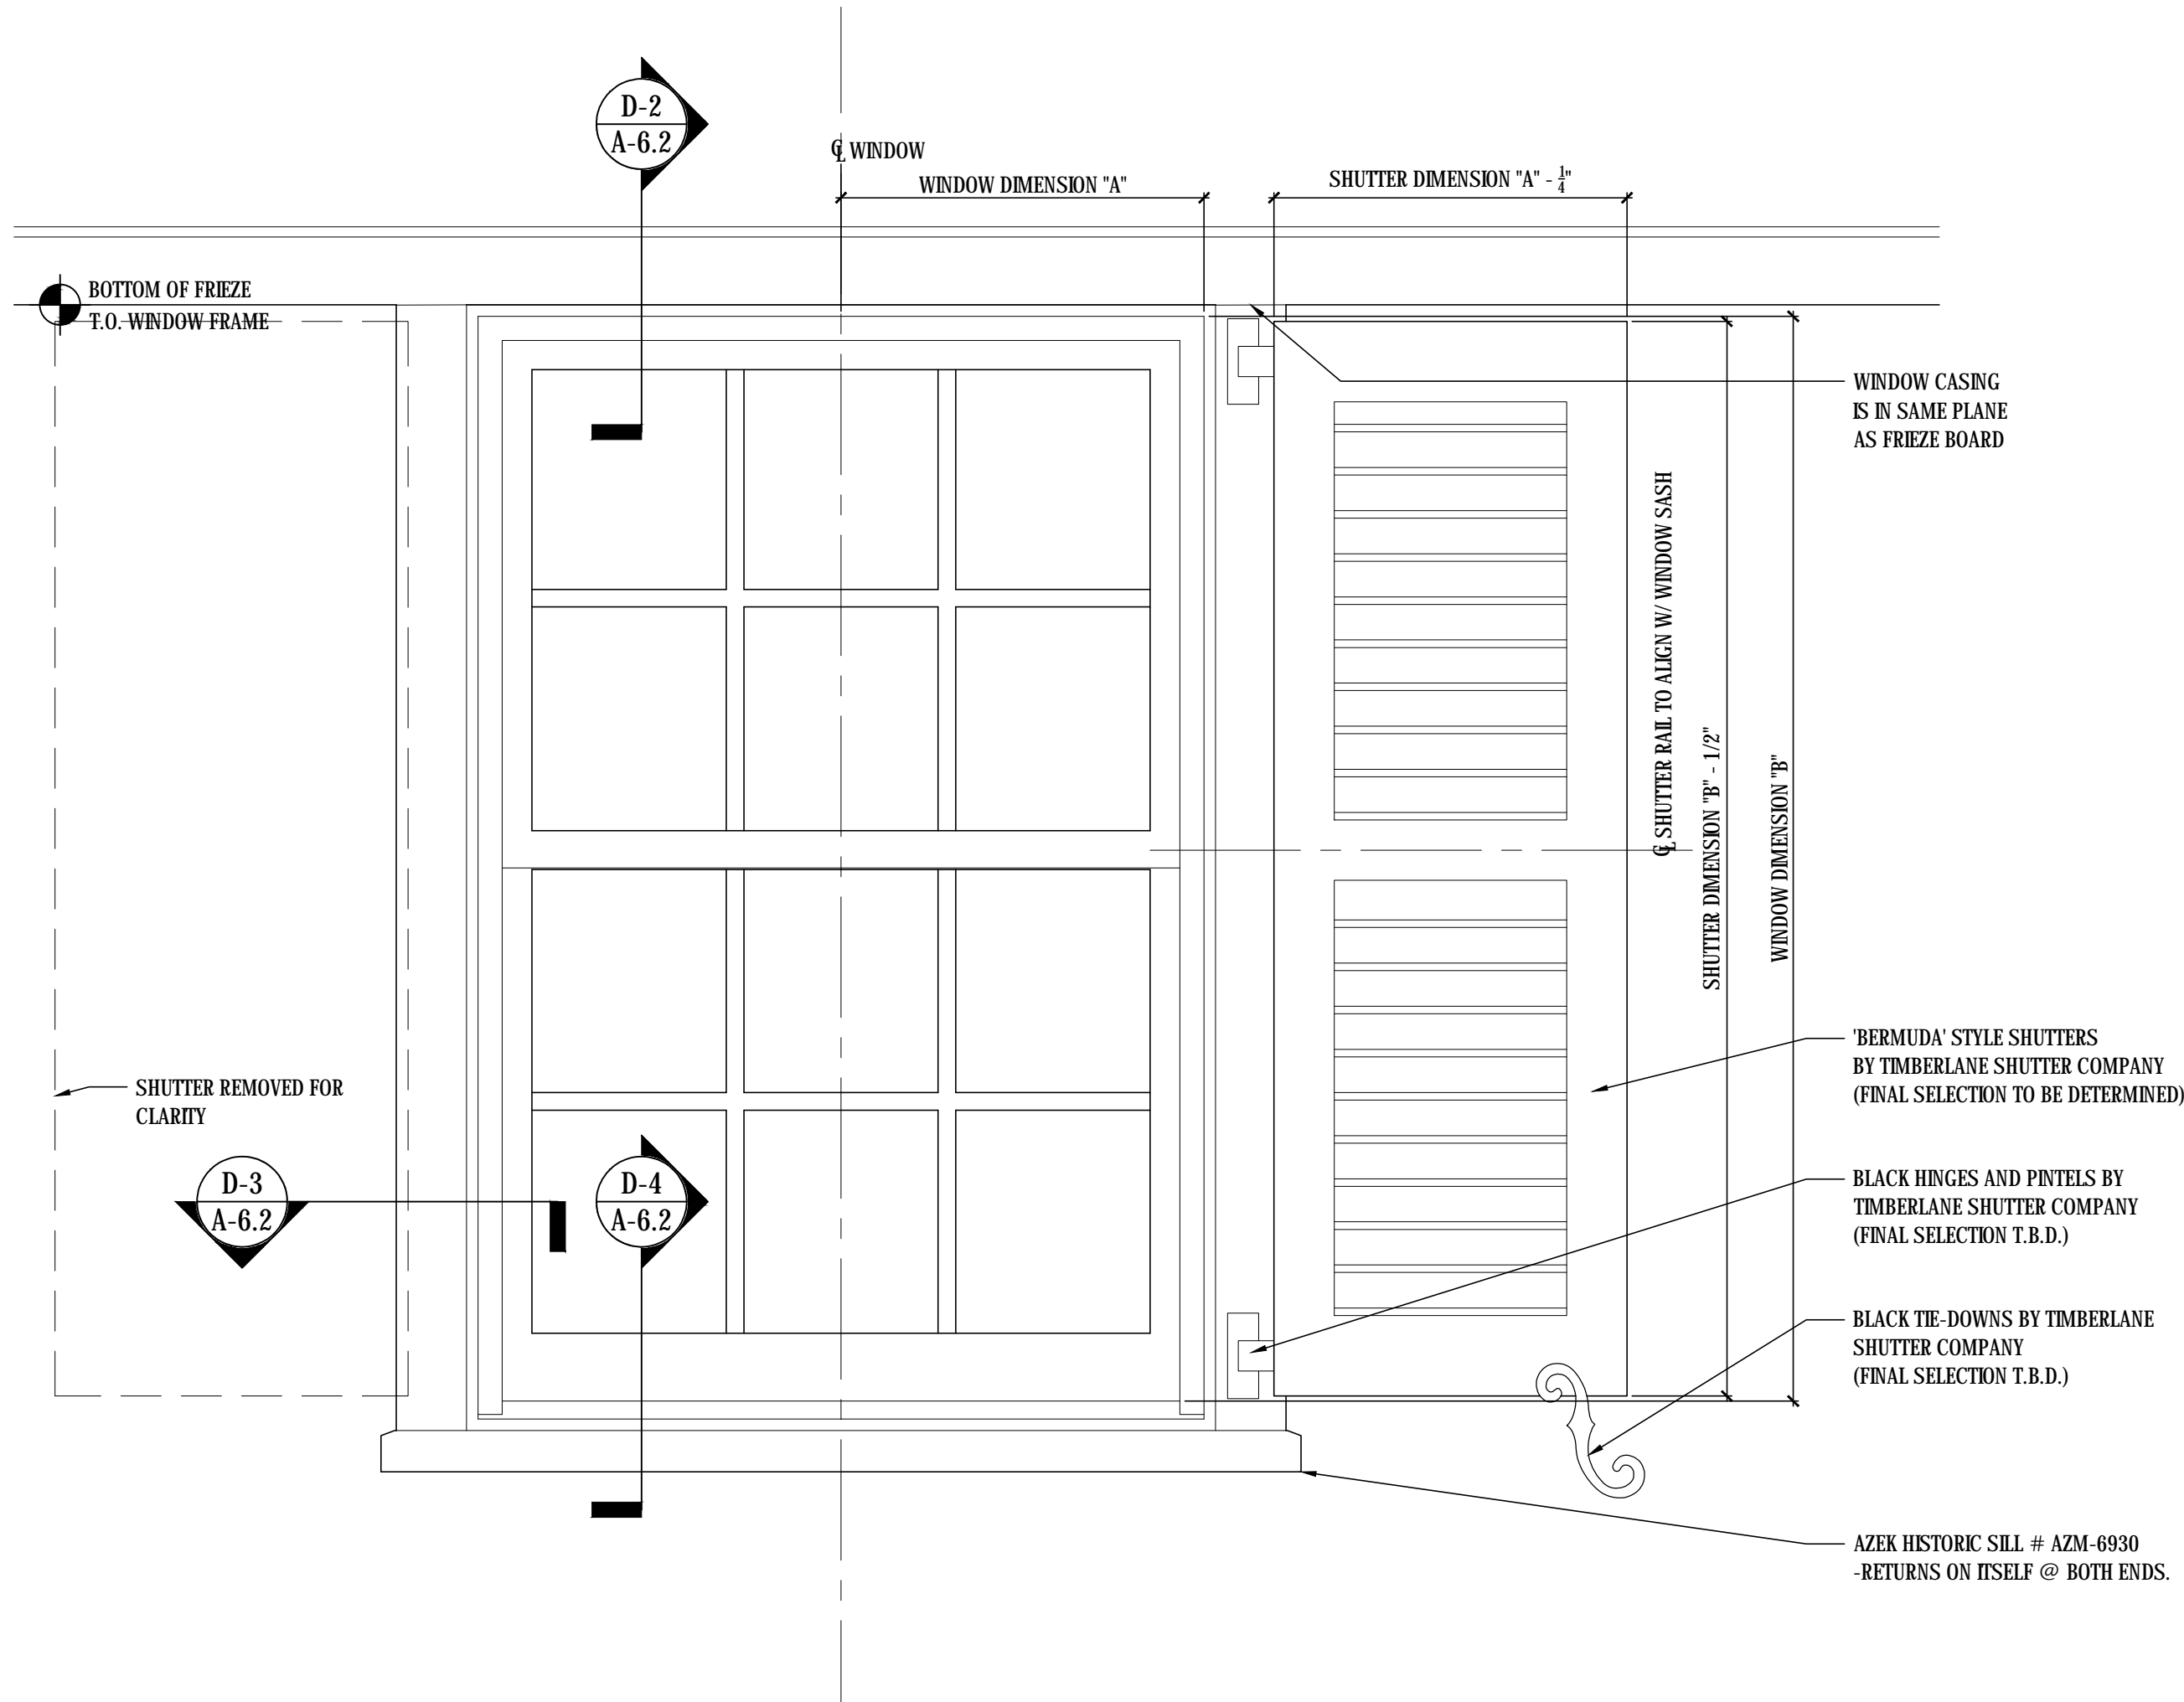 D-2
A-6.2
℄ WINDOW
WINDOW DIMENSION "A"
SHUTTER DIMENSION "A" - 1/4"
BOTTOM OF FRIEZE
T.O. WINDOW FRAME
WINDOW CASING
IS IN SAME PLANE
AS FRIEZE BOARD
℄ SHUTTER RAIL TO ALIGN W/ WINDOW SASH
SHUTTER DIMENSION "B" - 1/2"
WINDOW DIMENSION "B"
'BERMUDA' STYLE SHUTTERS
BY TIMBERLANE SHUTTER COMPANY
(FINAL SELECTION TO BE DETERMINED)
SHUTTER REMOVED FOR
CLARITY
D-3
A-6.2
D-4
A-6.2
BLACK HINGES AND PINTELS BY
TIMBERLANE SHUTTER COMPANY
(FINAL SELECTION T.B.D.)
BLACK TIE-DOWNS BY TIMBERLANE
SHUTTER COMPANY
(FINAL SELECTION T.B.D.)
AZEK HISTORIC SILL # AZM-6930
-RETURNS ON ITSELF @ BOTH ENDS.